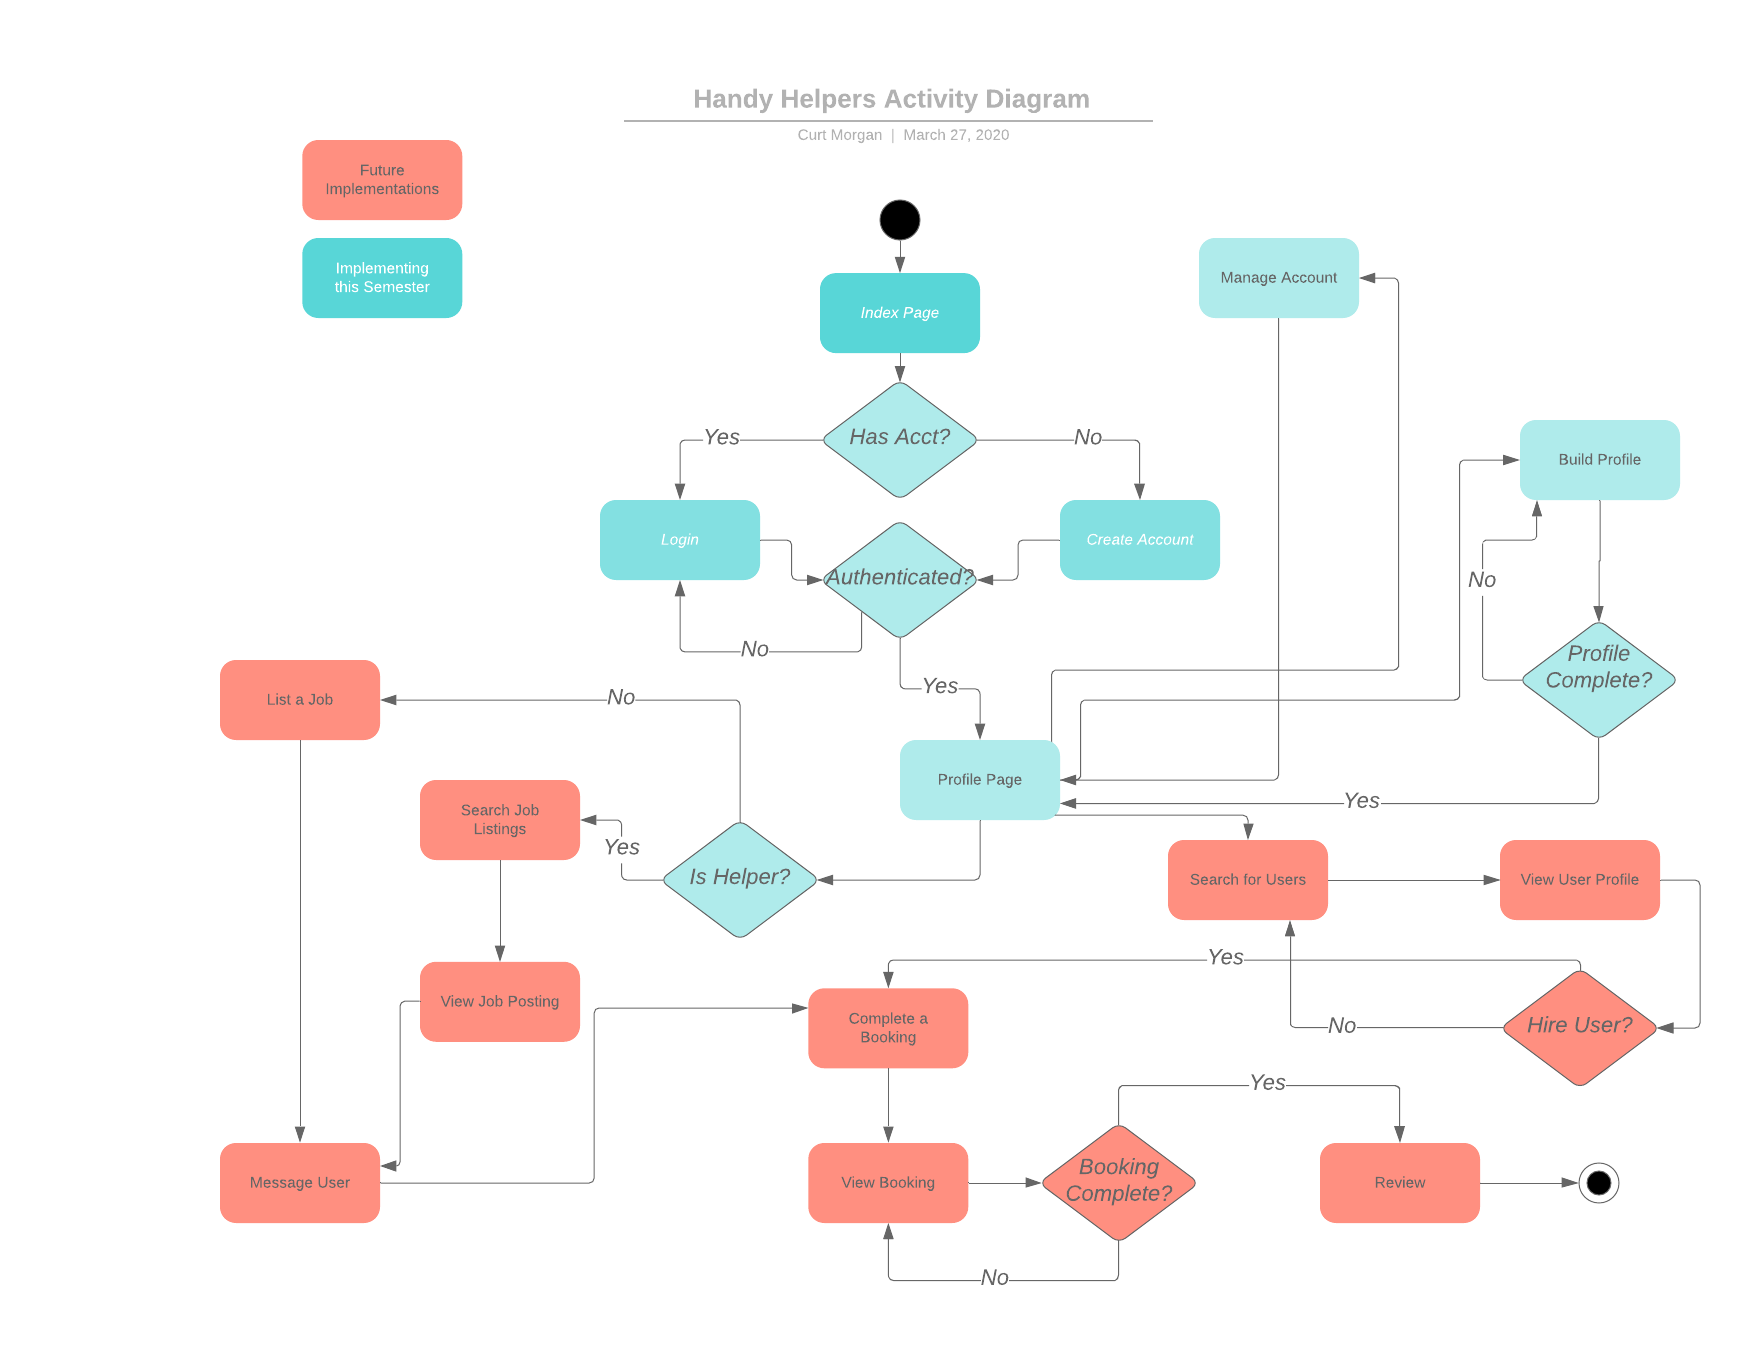 Handy Helpers Activity Diagram
Curt Morgan | March 27, 2020
Future
Implementations
Implementing
this Semester
Index Page
Manage Account
Has Acct?
Yes
No
Build Profile
Login
Create Account
Authenticated?
No
No
Yes
Profile
Complete?
List a Job
No
Profile Page
Yes
Search Job
Listings
Yes
Is Helper?
Search for Users
View User Profile
View Job Posting
Yes
Complete a
Booking
No
Hire User?
Yes
Message User
View Booking
Booking
Complete?
Review
No